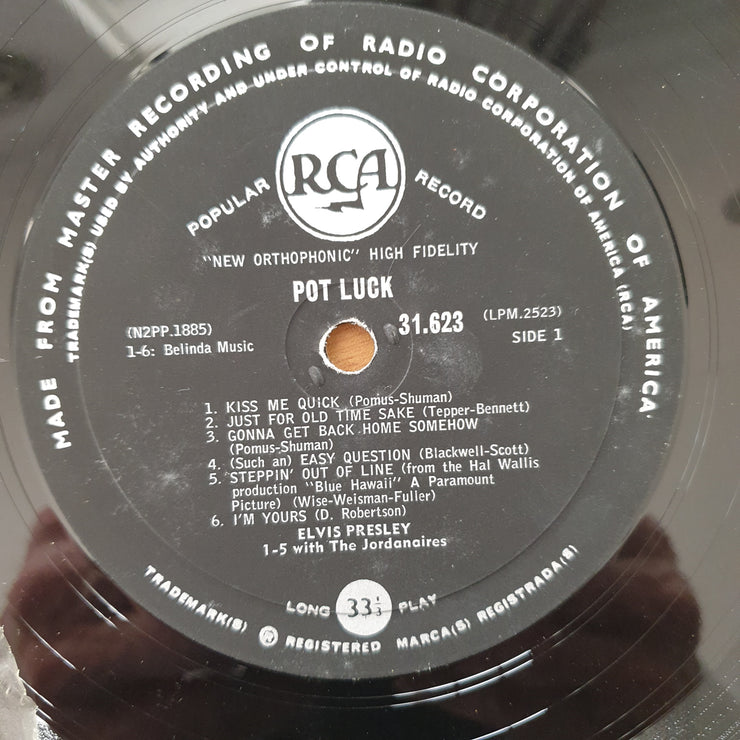 MADE FROM MASTER RECORDING OF RADIO CORPORATION OF AMERICA
TRADEMARK(S) USED BY AUTHORITY AND UNDER CONTROL OF RADIO CORPORATION OF AMERICA (RCA)
POPULAR RCA RECORD
"NEW ORTHOPHONIC" HIGH FIDELITY
POT LUCK
31.623 (LPM.2523)
(N2PP.1885) SIDE 1
1-6: Belinda Music
1. KISS ME QUICK (Pomus-Shuman)
2. JUST FOR OLD TIME SAKE (Tepper-Bennett)
3. GONNA GET BACK HOME SOMEHOW
(Pomus-Shuman)
4. (Such an) EASY QUESTION (Blackwell-Scott)
5. STEPPIN' OUT OF LINE (from the Hal Wallis
production "Blue Hawaii" A Paramount
Picture) (Wise-Weisman-Fuller)
6. I'M YOURS (D. Robertson)
ELVIS PRESLEY
1-5 with The Jordanaires
LONG 33⅓ PLAY
TRADEMARK(S) ® REGISTERED MARCA(S) REGISTRADA(S)